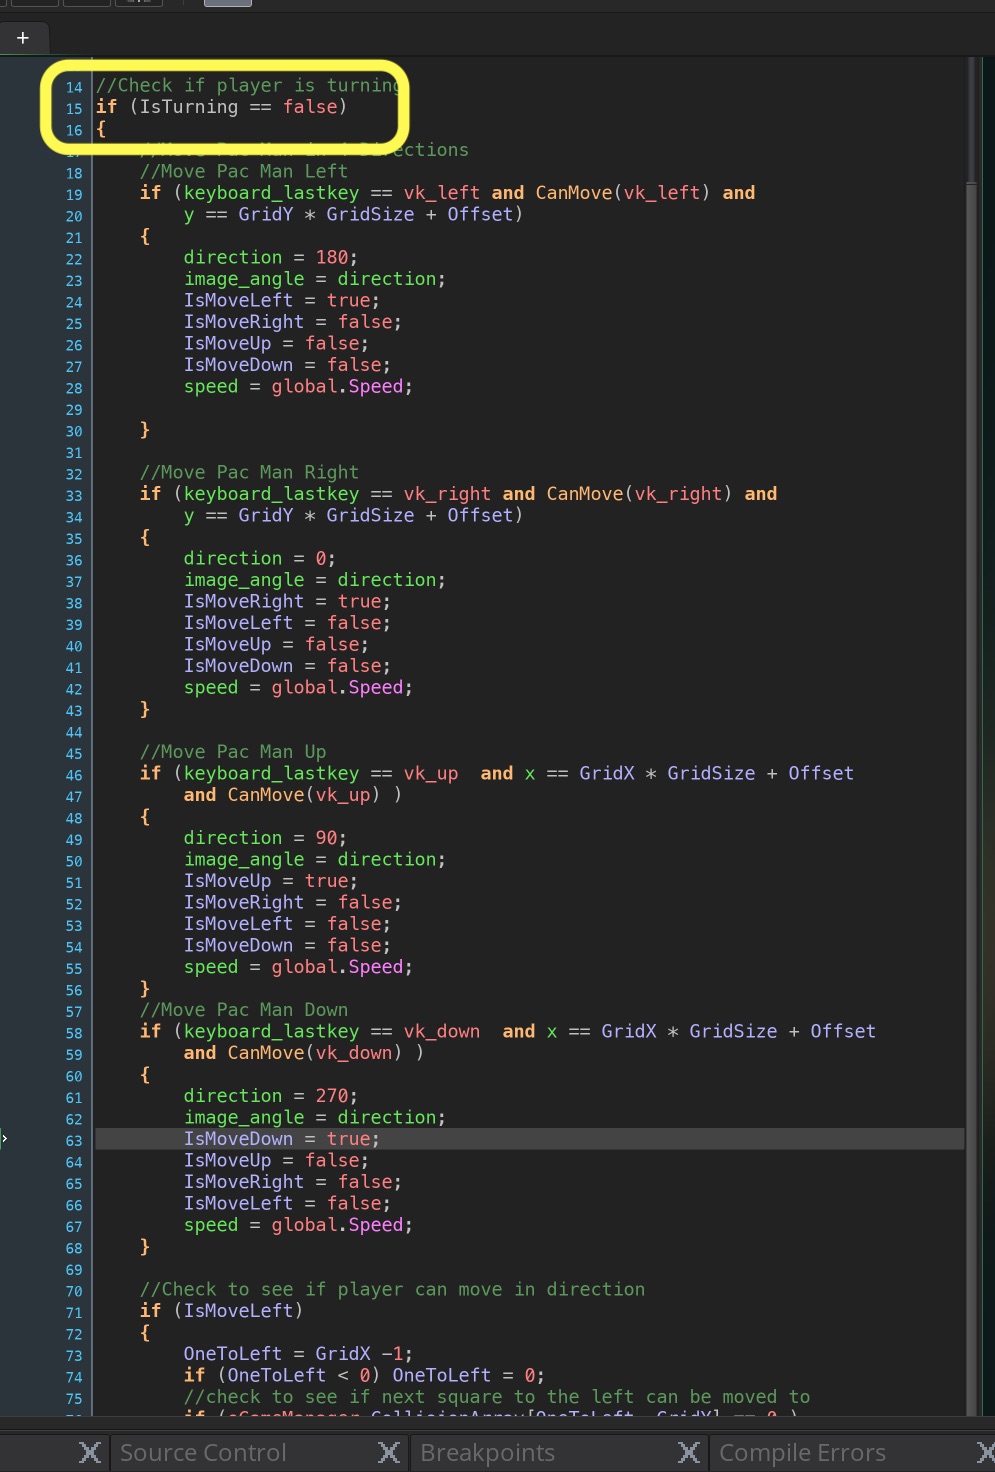 +
14 //Check if player is turning
15 if (IsTurning == false)
16 {
18 //Move Pac Man Left
19 if (keyboard_lastkey == vk_left and CanMove(vk_left) and
20 y == GridY * GridSize + Offset)
21 {
22 direction = 180;
23 image_angle = direction;
24 IsMoveLeft = true;
25 IsMoveRight = false;
26 IsMoveUp = false;
27 IsMoveDown = false;
28 speed = global.Speed;
29
30 }
31
32 //Move Pac Man Right
33 if (keyboard_lastkey == vk_right and CanMove(vk_right) and
34 y == GridY * GridSize + Offset)
35 {
36 direction = 0;
37 image_angle = direction;
38 IsMoveRight = true;
39 IsMoveLeft = false;
40 IsMoveUp = false;
41 IsMoveDown = false;
42 speed = global.Speed;
43 }
44
45 //Move Pac Man Up
46 if (keyboard_lastkey == vk_up  and x == GridX * GridSize + Offset
47 and CanMove(vk_up) )
48 {
49 direction = 90;
50 image_angle = direction;
51 IsMoveUp = true;
52 IsMoveRight = false;
53 IsMoveLeft = false;
54 IsMoveDown = false;
55 speed = global.Speed;
56 }
57 //Move Pac Man Down
58 if (keyboard_lastkey == vk_down  and x == GridX * GridSize + Offset
59 and CanMove(vk_down) )
60 {
61 direction = 270;
62 image_angle = direction;
63 IsMoveDown = true;
64 IsMoveUp = false;
65 IsMoveRight = false;
66 IsMoveLeft = false;
67 speed = global.Speed;
68 }
69
70 //Check to see if player can move in direction
71 if (IsMoveLeft)
72 {
73 OneToLeft = GridX -1;
74 if (OneToLeft < 0) OneToLeft = 0;
75 //check to see if next square to the left can be moved to
Source Control
Breakpoints
Compile Errors